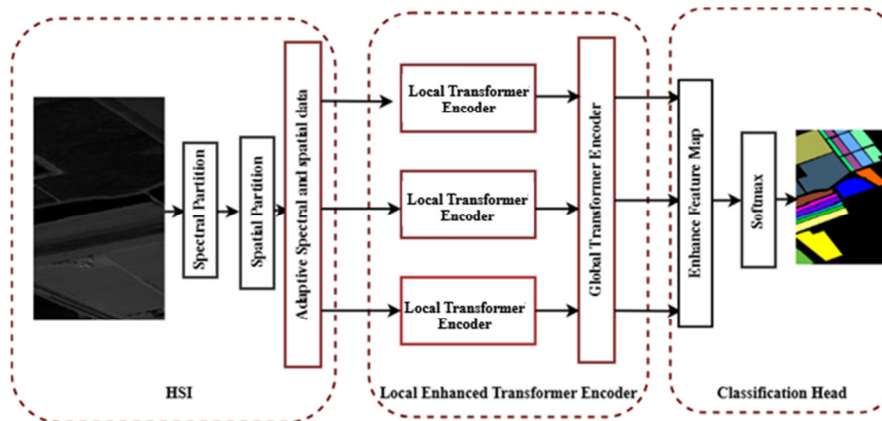 Spectral Partition
Spatial Partition
Adaptive Spectral and spatial data
HSI
Local Transformer
Encoder
Local Transformer
Encoder
Local Transformer
Encoder
Global Transformer Encoder
Local Enhanced Transformer Encoder
Enhance Feature Map
Softmax
Classification Head